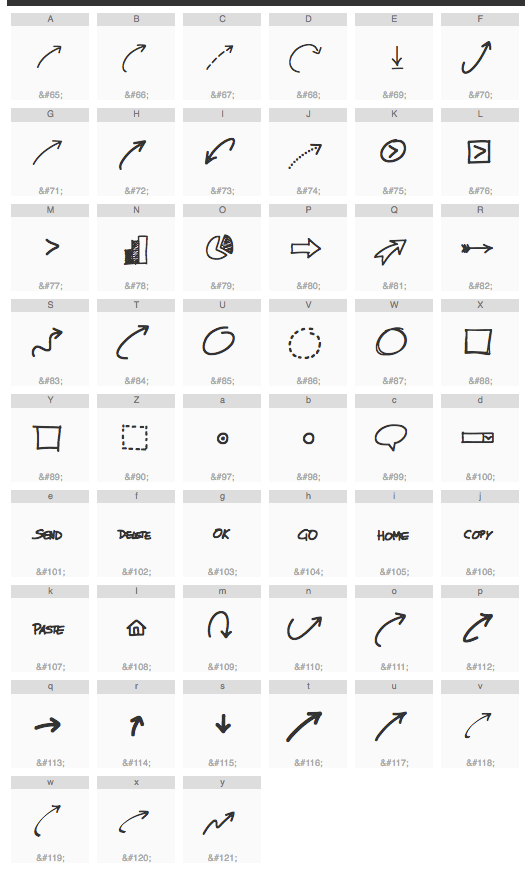 A B C D E F
&#65; &#66; &#67; &#68; &#69; &#70;
G H I J K L
&#71; &#72; &#73; &#74; &#75; &#76;
M N O P Q R
&#77; &#78; &#79; &#80; &#81; &#82;
S T U V W X
&#83; &#84; &#85; &#86; &#87; &#88;
Y Z a b c d
&#89; &#90; &#97; &#98; &#99; &#100;
e f g h i j
SEND DELETE OK GO HOME COPY
&#101; &#102; &#103; &#104; &#105; &#106;
k l m n o p
PASTE
&#107; &#108; &#109; &#110; &#111; &#112;
q r s t u v
&#113; &#114; &#115; &#116; &#117; &#118;
w x y
&#119; &#120; &#121;